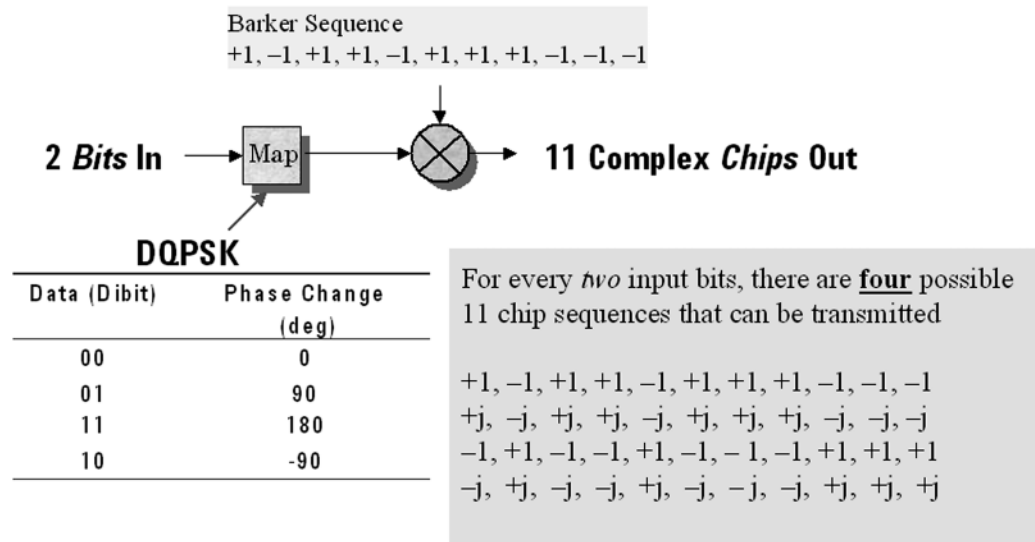 Barker Sequence
+1, –1, +1, +1, –1, +1, +1, +1, –1, –1, –1
2 Bits In
Map
11 Complex Chips Out
DQPSK
Data (Dibit) Phase Change
(deg)
00 0
01 90
11 180
10 -90
For every two input bits, there are four possible
11 chip sequences that can be transmitted
+1, –1, +1, +1, –1, +1, +1, +1, –1, –1, –1
+j, –j, +j, +j, –j, +j, +j, +j, –j, –j, –j
–1, +1, –1, –1, +1, –1, – 1, –1, +1, +1, +1
–j, +j, –j, –j, +j, –j, – j, –j, +j, +j, +j